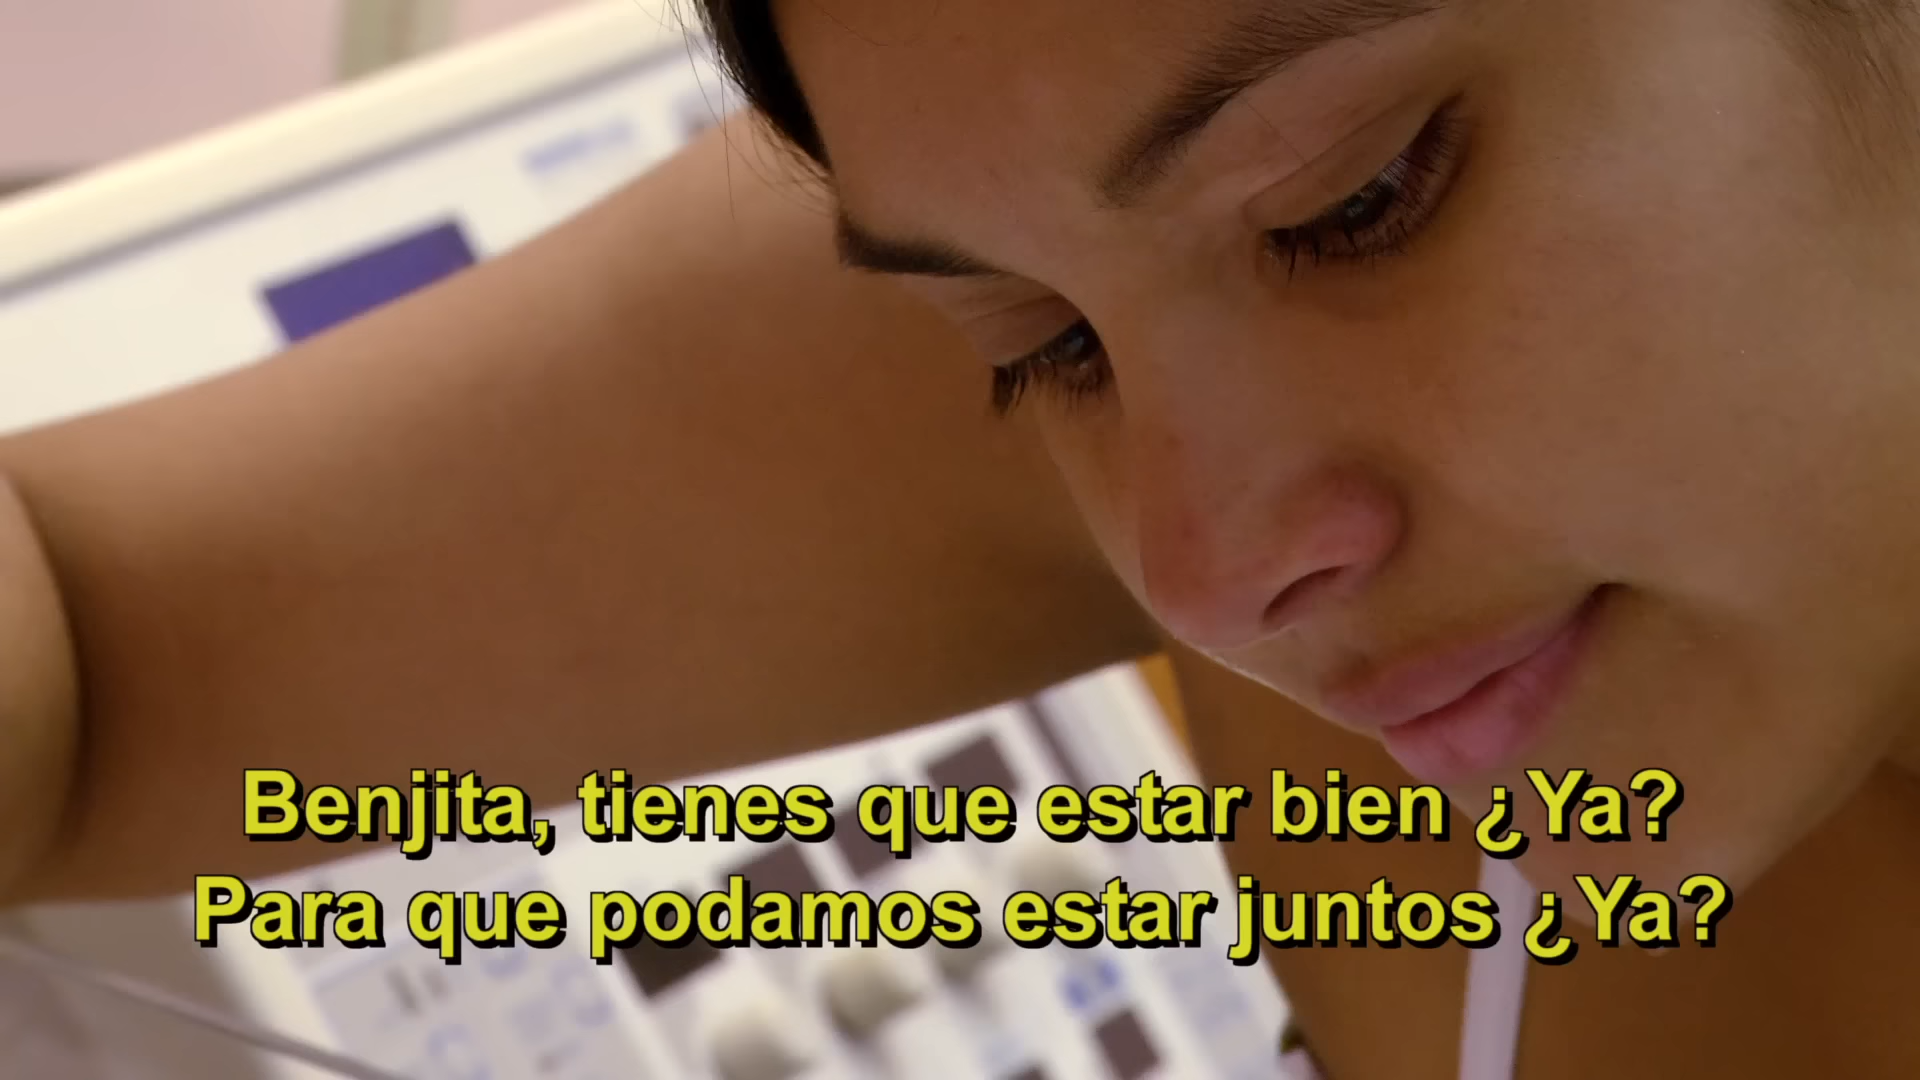 Benjita, tienes que estar bien ¿Ya?
Para que podamos estar juntos ¿Ya?